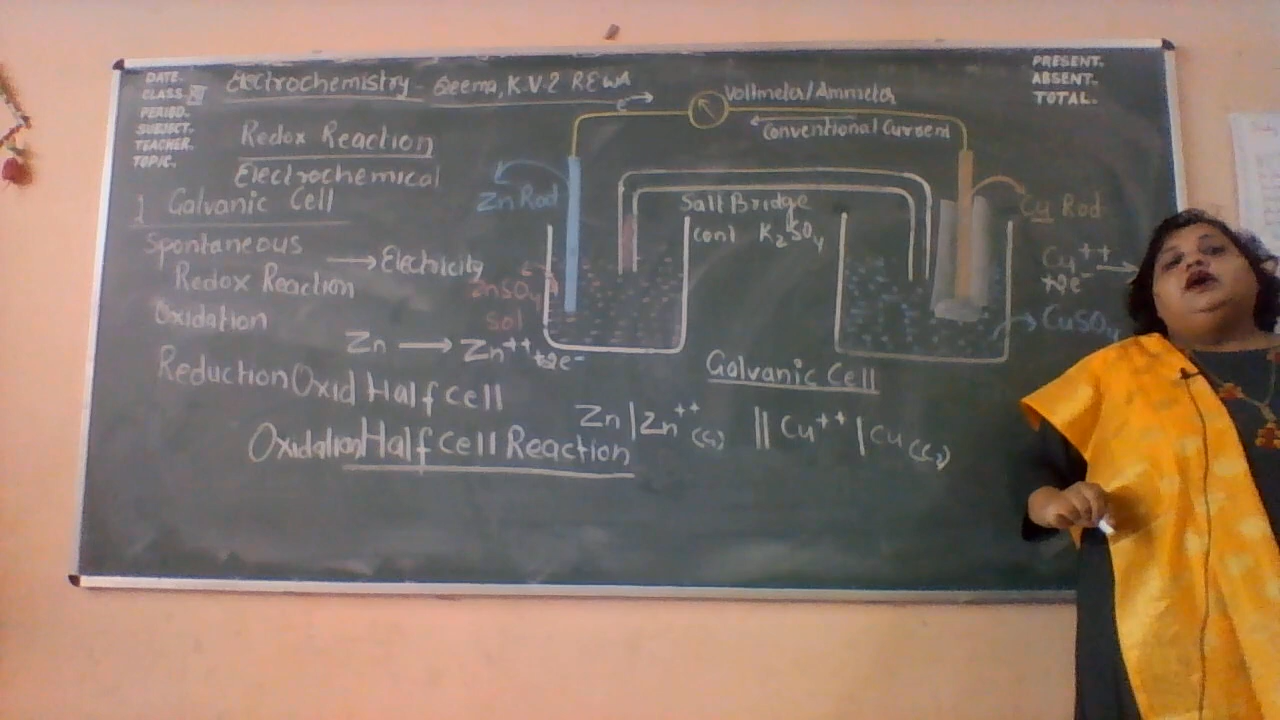 DATE.
CLASS.
PERIOD.
SUBJECT.
TEACHER.
TOPIC.
PRESENT.
ABSENT.
TOTAL.
Electrochemistry - Seema, K.V-2 REWA
Redox Reaction
Electrochemical
1 Galvanic Cell
Spontaneous
Redox Reaction
→ Electricity
Oxidation
Zn → Zn⁺⁺ +2e⁻
Reduction Oxid Half cell
Oxidation Half cell Reaction
e⁻ →
Voltmeter/Ammeter
Conventional Current
Zn Rod
Salt Bridge
K₂SO₄
Cu Rod
ZnSO₄
Sol
Cu⁺⁺ →
+2e⁻
CuSO₄
Galvanic Cell
Zn | Zn⁺⁺ || Cu⁺⁺ | Cu